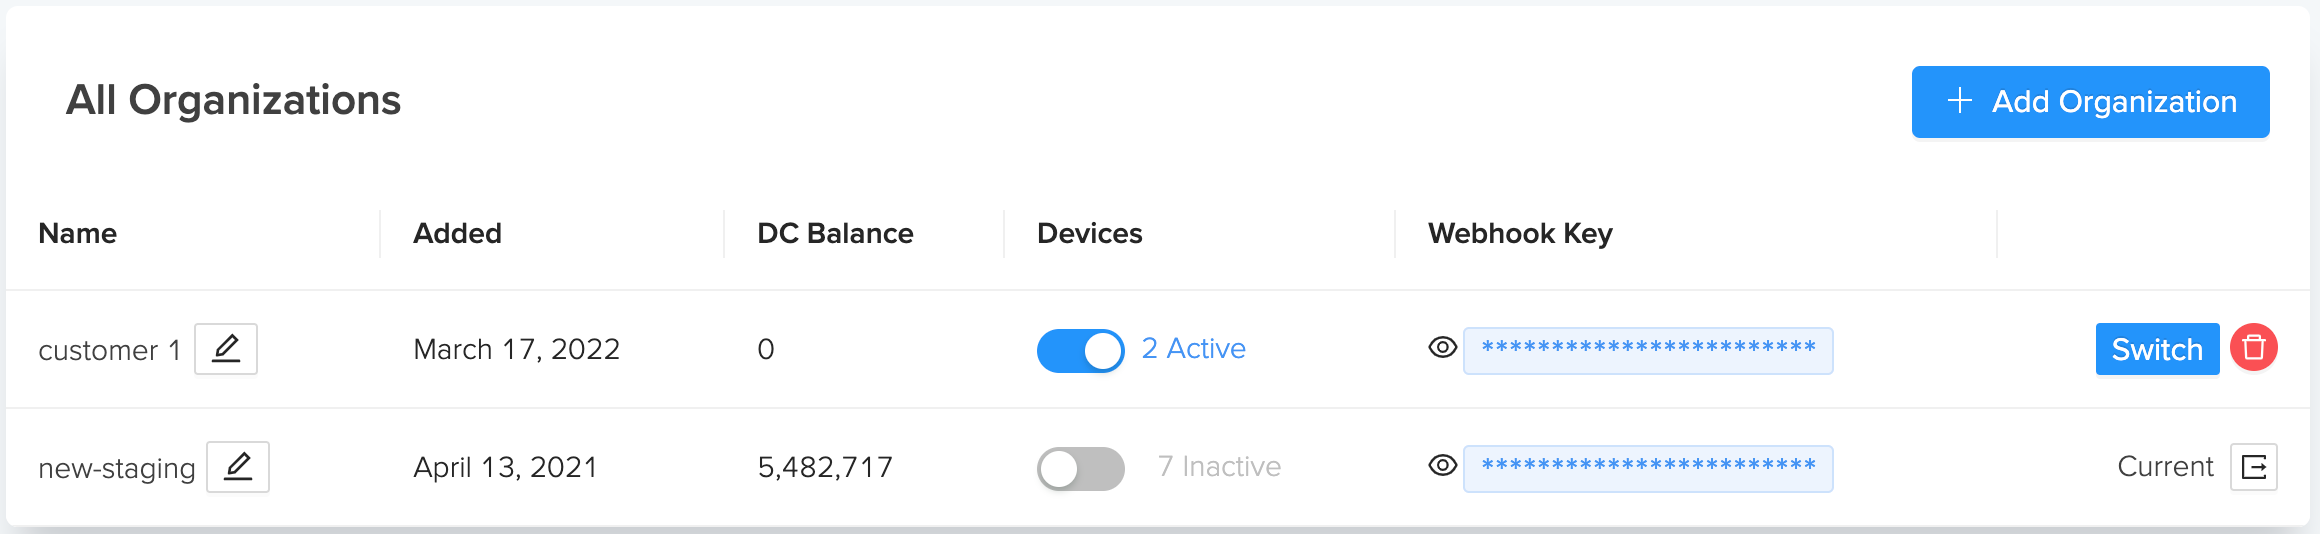 All Organizations
+ Add Organization
Name Added DC Balance Devices Webhook Key
customer 1 March 17, 2022 0 2 Active ************************ Switch
new-staging April 13, 2021 5,482,717 7 Inactive ************************ Current